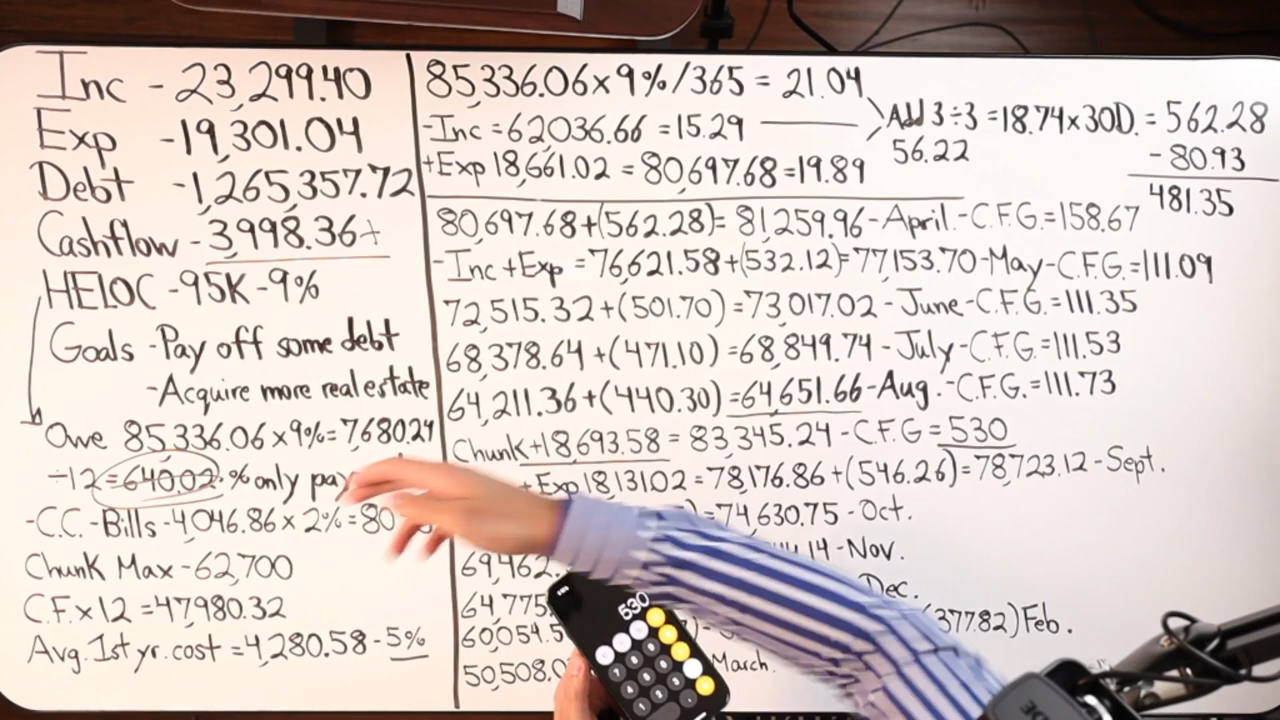 Inc - 23,299.40
Exp - 19,301.04
Debt - 1,265,357.72
Cashflow - 3998.36+
HELOC - 95K - 9%
Goals - Pay off some debt
- Acquire more real estate
Owe 85,336.06 x 9% = 7680.24
÷12 = 640.02 - % only pay
- C.C. - Bills - 4,046.86 x 2% = 80
Chunk Max - 62,700
C.F. x 12 = 47980.32
Avg. 1st yr. cost = 4,280.58 - 5%
85,336.06 x 9% / 365 = 21.04
- Inc = 62036.66 = 15.29
+ Exp 18,661.02 = 80,697.68 = 19.89
Add 3 ÷ 3 = 18.74 x 30D. = 562.28
56.22
- 80.93
481.35
80,697.68 + (562.28) = 81,259.96 - April - C.F.G. = 158.67
- Inc + Exp = 76,621.58 + (532.12) = 77,153.70 - May - C.F.G. = 111.09
72,515.32 + (501.70) = 73,017.02 - June - C.F.G. = 111.35
68,378.64 + (471.10) = 68,849.74 - July - C.F.G. = 111.53
64,211.36 + (440.30) = 64,651.66 - Aug. - C.F.G. = 111.73
Chunk + 18,693.58 = 83,345.24 - C.F.G = 530
+ Exp 18,131.02 = 78,176.86 + (546.26) = 78,723.12 - Sept.
= 74,630.75 - Oct.
69,462. .14 - Nov.
64,775 Dec.
60,054.5 377.82) Feb.
50,508.0 March.
530